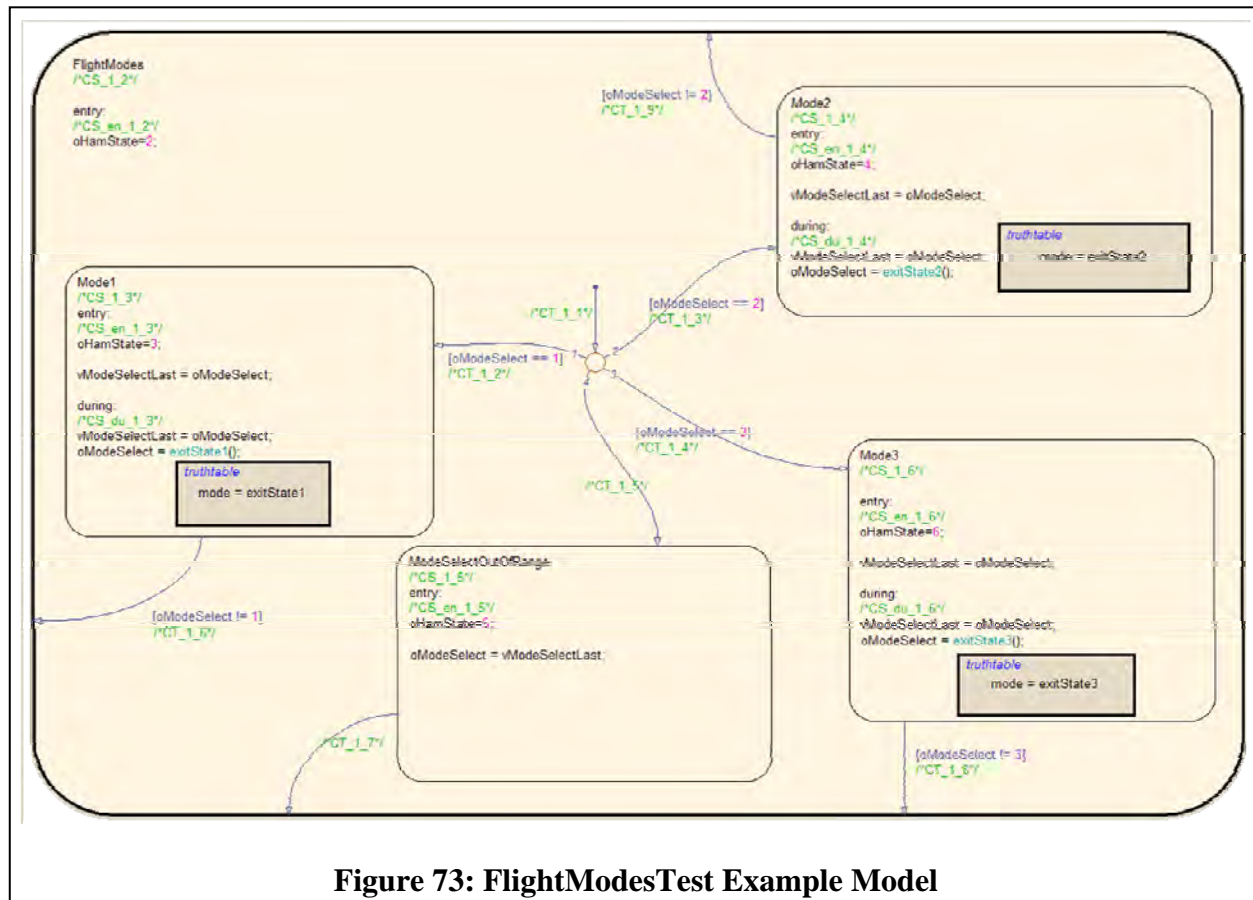 FlightModes
/*CS_1_2*/
entry:
/*CS_en_1_2*/
oHamState=2;
[oModeSelect != 2]
/*CT_1_9*/
Mode2
/*CS_1_4*/
entry:
/*CS_en_1_4*/
oHamState=4;
vModeSelectLast = oModeSelect;
during:
/*CS_du_1_4*/
vModeSelectLast = oModeSelect;
oModeSelect = exitState2();
truthtable
mode = exitState2
Mode1
/*CS_1_3*/
entry:
/*CS_en_1_3*/
oHamState=3;
vModeSelectLast = oModeSelect;
during:
/*CS_du_1_3*/
vModeSelectLast = oModeSelect;
oModeSelect = exitState1();
truthtable
mode = exitState1
/*CT_1_1*/
[oModeSelect == 2]
/*CT_1_3*/
[oModeSelect == 1]
/*CT_1_2*/
1
2
3
4
[oModeSelect == 3]
/*CT_1_4*/
/*CT_1_5*/
Mode3
/*CS_1_6*/
entry:
/*CS_en_1_6*/
oHamState=6;
vModeSelectLast = oModeSelect;
during:
/*CS_du_1_6*/
vModeSelectLast = oModeSelect;
oModeSelect = exitState3();
truthtable
mode = exitState3
ModeSelectOutOfRange
/*CS_1_5*/
entry:
/*CS_en_1_5*/
oHamState=5;
oModeSelect = vModeSelectLast;
[oModeSelect != 1]
/*CT_1_6*/
/*CT_1_7*/
[oModeSelect != 3]
/*CT_1_8*/
Figure 73: FlightModesTest Example Model